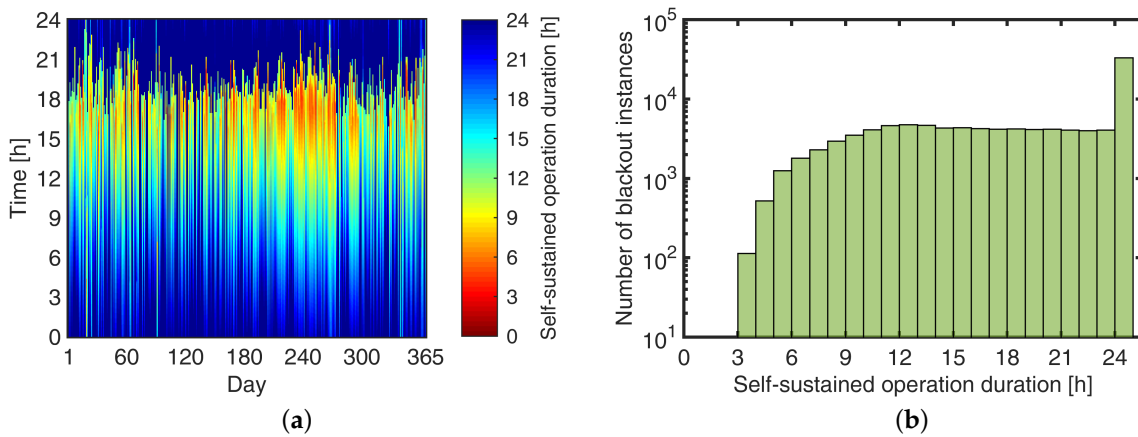 24
21
18
15
12
9
6
3
0
Time [h]
1 60 120 180 240 300 365
Day
24
21
18
15
12
9
6
3
0
Self-sustained operation duration [h]
(a)
10^5
10^4
10^3
10^2
10^1
Number of blackout instances
0 3 6 9 12 15 18 21 24
Self-sustained operation duration [h]
(b)